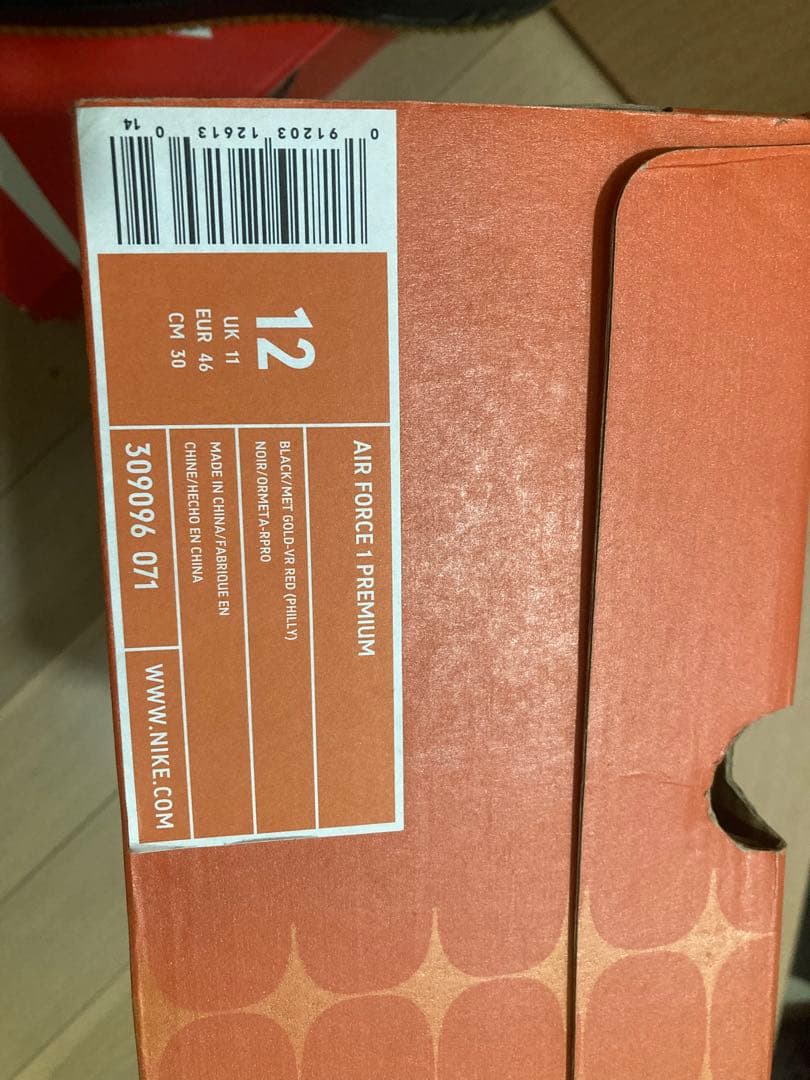 AIR FORCE 1 PREMIUM
BLACK/MET GOLD-VR RED (PHILLY)
NOIR/ORMETA-RPRO
MADE IN CHINA/FABRIQUE EN
CHINE/HECHO EN CHINA
309096 071
WWW.NIKE.COM
12
UK 11
EUR 46
CM 30
0 91203 12613 0 14